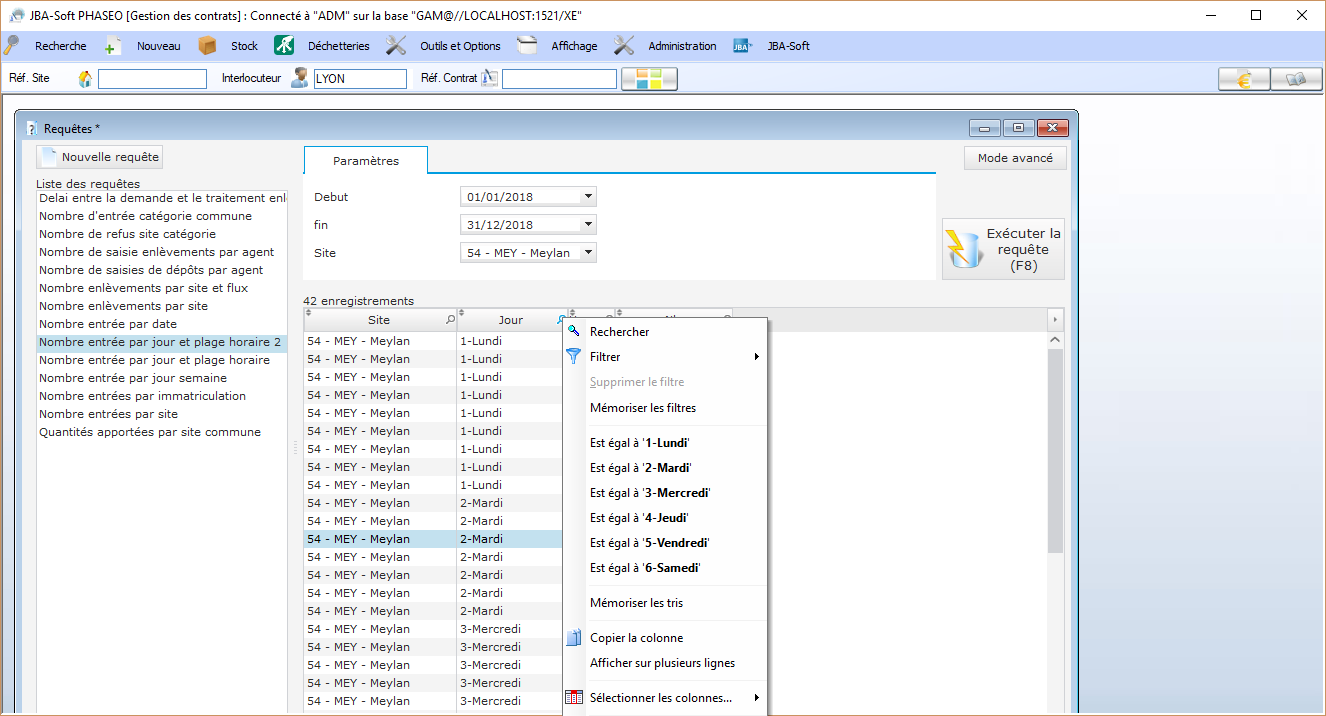 JBA-Soft PHASEO [Gestion des contrats] : Connecté à "ADM" sur la base "GAM@//LOCALHOST:1521/XE"
Recherche Nouveau Stock Déchetteries Outils et Options Affichage Administration JBA JBA-Soft
Réf. Site Interlocuteur LYON Réf. Contrat
Requêtes *
Nouvelle requête
Paramètres
Mode avancé
Liste des requêtes
Delai entre la demande et le traitement enl
Nombre d'entrée catégorie commune
Nombre de refus site catégorie
Nombre de saisie enlèvements par agent
Nombre de saisies de dépôts par agent
Nombre enlèvements par site et flux
Nombre enlèvements par site
Nombre entrée par date
Nombre entrée par jour et plage horaire 2
Nombre entrée par jour et plage horaire
Nombre entrée par jour semaine
Nombre entrées par immatriculation
Nombre entrées par site
Quantités apportées par site commune
Debut 01/01/2018
fin 31/12/2018
Site 54 - MEY - Meylan
Exécuter la
requête
(F8)
42 enregistrements
Site Jour
54 - MEY - Meylan 1-Lundi
54 - MEY - Meylan 1-Lundi
54 - MEY - Meylan 1-Lundi
54 - MEY - Meylan 1-Lundi
54 - MEY - Meylan 1-Lundi
54 - MEY - Meylan 1-Lundi
54 - MEY - Meylan 1-Lundi
54 - MEY - Meylan 1-Lundi
54 - MEY - Meylan 1-Lundi
54 - MEY - Meylan 2-Mardi
54 - MEY - Meylan 2-Mardi
54 - MEY - Meylan 2-Mardi
54 - MEY - Meylan 2-Mardi
54 - MEY - Meylan 2-Mardi
54 - MEY - Meylan 2-Mardi
54 - MEY - Meylan 2-Mardi
54 - MEY - Meylan 3-Mercredi
54 - MEY - Meylan 3-Mercredi
54 - MEY - Meylan 3-Mercredi
54 - MEY - Meylan 3-Mercredi
54 - MEY - Meylan 3-Mercredi
Rechercher
Filtrer
Supprimer le filtre
Mémoriser les filtres
Est égal à '1-Lundi'
Est égal à '2-Mardi'
Est égal à '3-Mercredi'
Est égal à '4-Jeudi'
Est égal à '5-Vendredi'
Est égal à '6-Samedi'
Mémoriser les tris
Copier la colonne
Afficher sur plusieurs lignes
Sélectionner les colonnes...